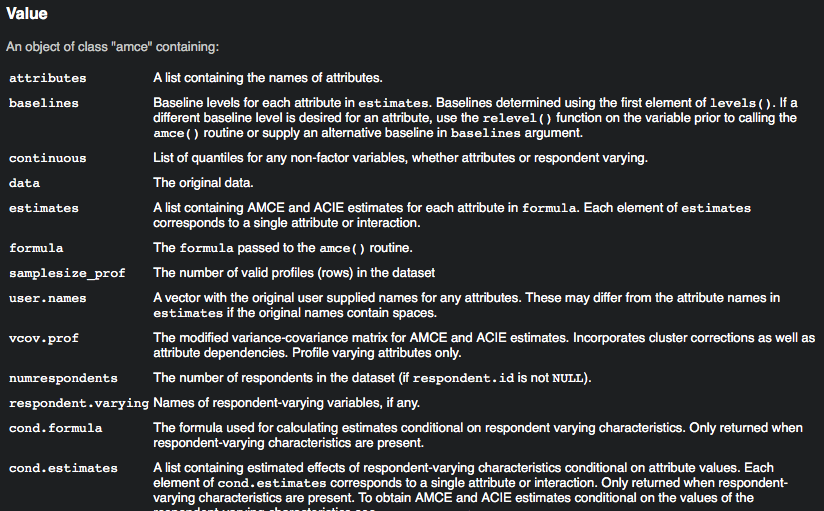 Value
An object of class "amce" containing:
attributes A list containing the names of attributes.
baselines Baseline levels for each attribute in estimates. Baselines determined using the first element of levels(). If a
different baseline level is desired for an attribute, use the relevel() function on the variable prior to calling the
amce() routine or supply an alternative baseline in baselines argument.
continuous List of quantiles for any non-factor variables, whether attributes or respondent varying.
data The original data.
estimates A list containing AMCE and ACIE estimates for each attribute in formula. Each element of estimates
corresponds to a single attribute or interaction.
formula The formula passed to the amce() routine.
samplesize_prof The number of valid profiles (rows) in the dataset
user.names A vector with the original user supplied names for any attributes. These may differ from the attribute names in
estimates if the original names contain spaces.
vcov.prof The modified variance-covariance matrix for AMCE and ACIE estimates. Incorporates cluster corrections as well as
attribute dependencies. Profile varying attributes only.
numrespondents The number of respondents in the dataset (if respondent.id is not NULL).
respondent.varying Names of respondent-varying variables, if any.
cond.formula The formula used for calculating estimates conditional on respondent varying characteristics. Only returned when
respondent-varying characteristics are present.
cond.estimates A list containing estimated effects of respondent-varying characteristics conditional on attribute values. Each
element of cond.estimates corresponds to a single attribute or interaction. Only returned when respondent-
varying characteristics are present. To obtain AMCE and ACIE estimates conditional on the values of the